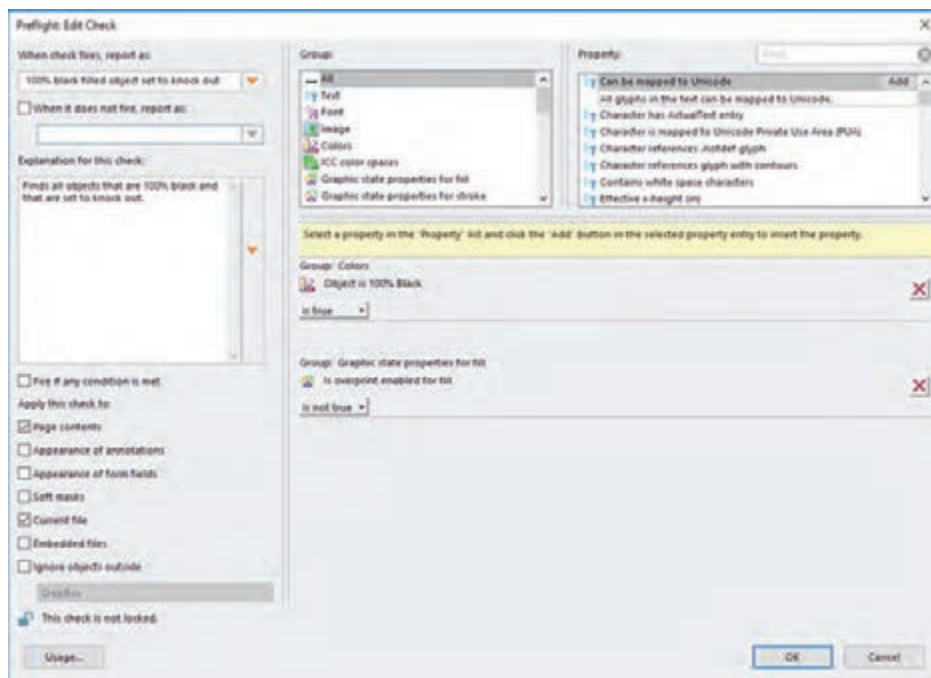 Preflight: Edit Check
When check fires, report as:
100% black filled object set to knock out
When it does not fire, report as:
Explanation for this check:
Finds all objects that are 100% black and
that are set to knock out.
Fire if any condition is met
Apply this check to:
Page contents
Appearance of annotations
Appearance of form fields
Soft masks
Current file
Embedded files
Ignore objects outside
This check is not locked.
Usage...
Group:
All
Text
Font
Image
Colors
ICC color spaces
Graphic state properties for fill
Graphic state properties for stroke
Property:
Find
Can be mapped to Unicode
Add
All glyphs in the text can be mapped to Unicode.
Character has ActualText entry
Character is mapped to Unicode Private Use Area (PUA)
Character references .notdef glyph
Character references glyph with contours
Contains white space characters
Effective x-height (in)
Select a property in the 'Property' list and click the 'Add' button in the selected property entry to insert the property.
Group: Colors
Object is 100% Black
is true
Group: Graphic state properties for fill
Is overprint enabled for fill
is not true
OK
Cancel